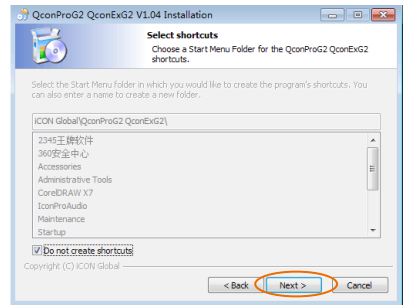 QconProG2 QconExG2 V1.04 Installation
Select shortcuts
Choose a Start Menu Folder for the QconProG2 QconExG2
shortcuts.
Select the Start Menu folder in which you would like to create the program's shortcuts. You
can also enter a name to create a new folder.
iCON Global\QconProG2 QconExG2\
2345王牌软件
360安全中心
Accessories
Administrative Tools
CorelDRAW X7
IconProAudio
Maintenance
Startup
Do not create shortcuts
Copyright (C) iCON Global
< Back
Next >
Cancel